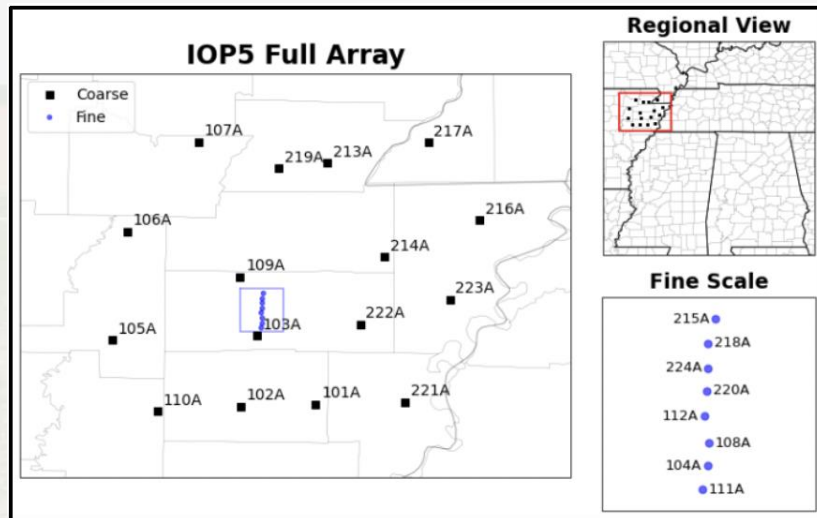 IOP5 Full Array
Coarse
Fine
107A
217A
219A
213A
216A
106A
214A
109A
223A
222A
103A
105A
110A
102A
101A
221A
Regional View
Fine Scale
215A
218A
224A
220A
112A
108A
104A
111A